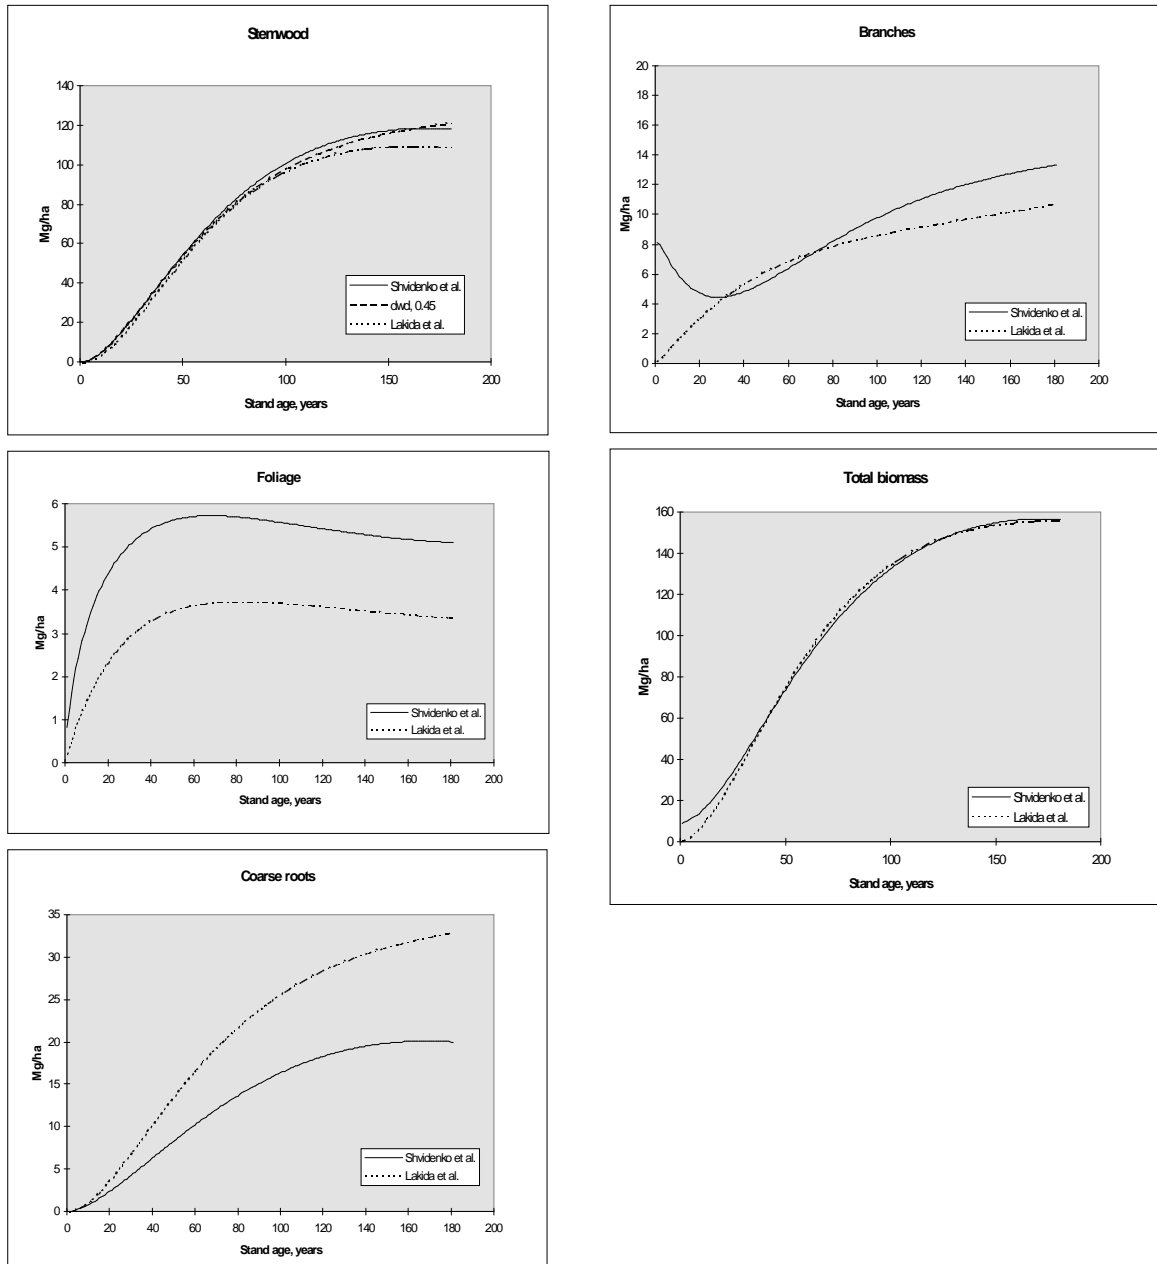 Stemwood
140
120
100
80
60
40
20
0
Mg/ha
0 50 100 150 200
Stand age, years
Shvidenko et al.
dwd, 0.45
Lakida et al.
Branches
20
18
16
14
12
10
8
6
4
2
0
Mg/ha
0 20 40 60 80 100 120 140 160 180 200
Stand age, years
Shvidenko et al.
Lakida et al.
Foliage
6
5
4
3
2
1
0
Mg/ha
0 20 40 60 80 100 120 140 160 180 200
Stand age, years
Shvidenko et al.
Lakida et al.
Total biomass
160
140
120
100
80
60
40
20
0
Mg/ha
0 50 100 150 200
Stand age, years
Shvidenko et al.
Lakida et al.
Coarse roots
35
30
25
20
15
10
5
0
Mg/ha
0 20 40 60 80 100 120 140 160 180 200
Stand age, years
Shvidenko et al.
Lakida et al.